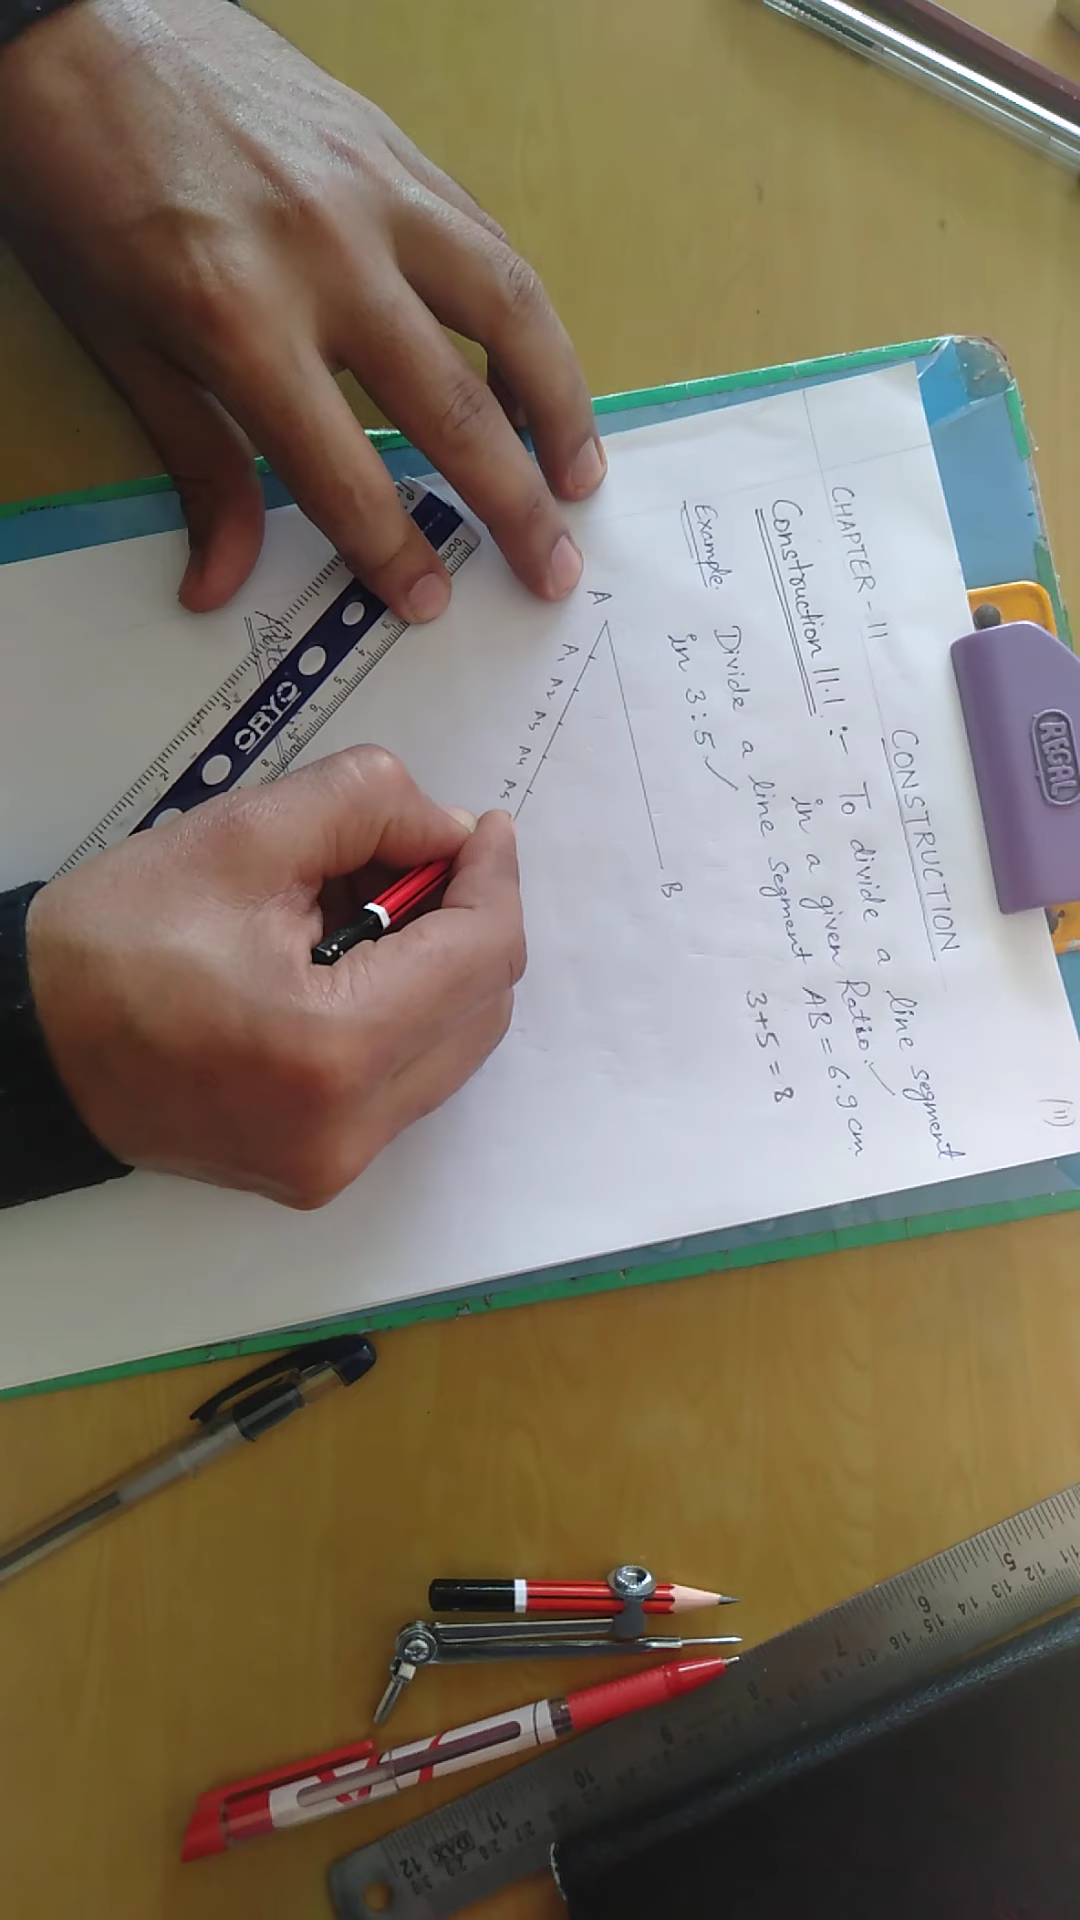 (11)
CONSTRUCTION
CHAPTER-11
Construction 11.1 :- To divide a line segment
in a given Ratio. ✓
Example. Divide a line segment AB = 6.9 cm
in 3:5 ✓ 3+5 = 8
A
B
A1
A2
A3
A4
A5
ORYO
0cm
REGAL